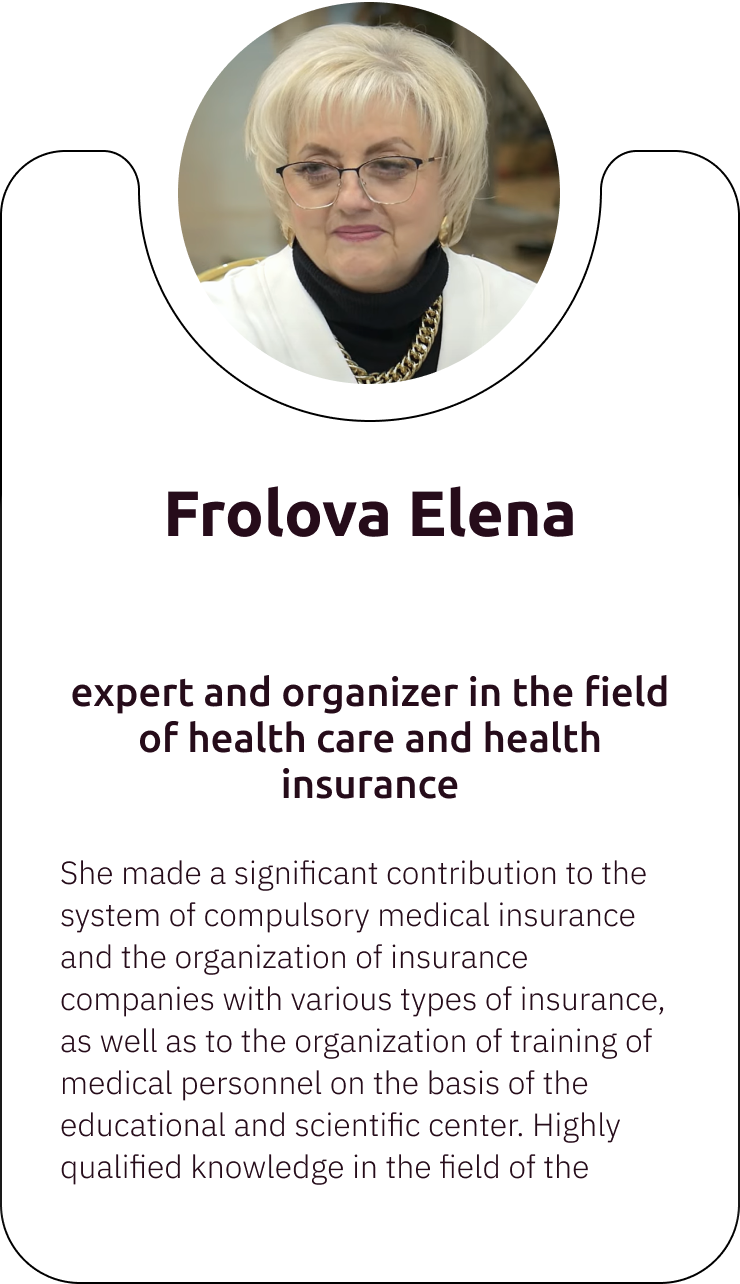 Frolova Elena
expert and organizer in the field
of health care and health
insurance
She made a significant contribution to the
system of compulsory medical insurance
and the organization of insurance
companies with various types of insurance,
as well as to the organization of training of
medical personnel on the basis of the
educational and scientific center. Highly
qualified knowledge in the field of the